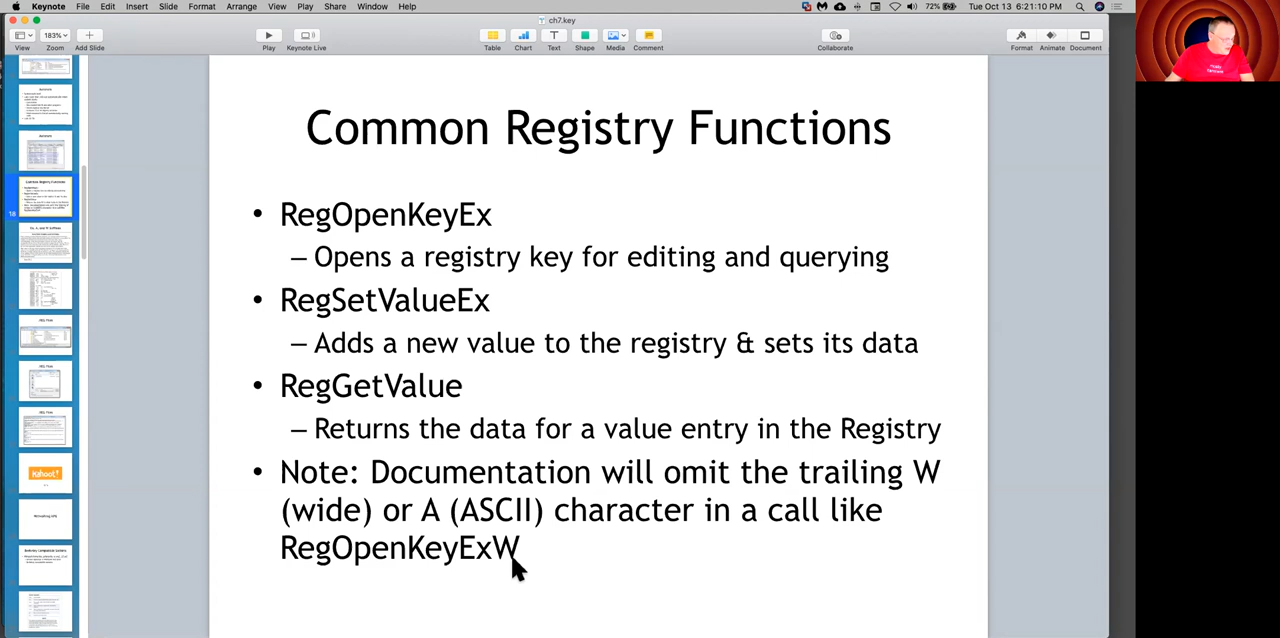 Keynote File Edit Insert Slide Format Arrange View Play Share Window Help 72% Tue Oct 13 6:21:10 PM
ch7.key
183%
View Zoom Add Slide Play Keynote Live Table Chart Text Shape Media Comment Collaborate Format Animate Document
Common Registry Functions
• RegOpenKeyEx
– Opens a registry key for editing and querying
• RegSetValueEx
– Adds a new value to the registry & sets its data
• RegGetValue
– Returns the data for a value entry in the Registry
• Note: Documentation will omit the trailing W
(wide) or A (ASCII) character in a call like
RegOpenKeyExW
18
Kahoot!